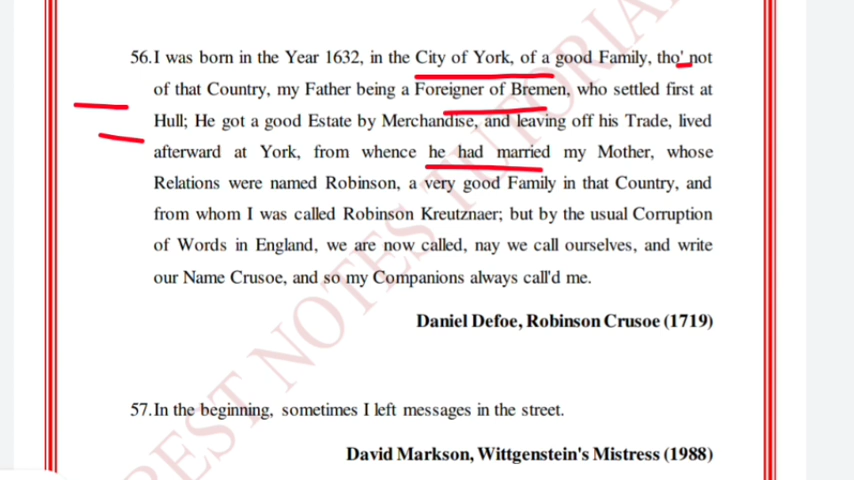 56.I was born in the Year 1632, in the City of York, of a good Family, tho' not
of that Country, my Father being a Foreigner of Bremen, who settled first at
Hull; He got a good Estate by Merchandise, and leaving off his Trade, lived
afterward at York, from whence he had married my Mother, whose
Relations were named Robinson, a very good Family in that Country, and
from whom I was called Robinson Kreutznaer; but by the usual Corruption
of Words in England, we are now called, nay we call ourselves, and write
our Name Crusoe, and so my Companions always call'd me.
Daniel Defoe, Robinson Crusoe (1719)
57.In the beginning, sometimes I left messages in the street.
David Markson, Wittgenstein's Mistress (1988)
EST NOTES TUTORIA